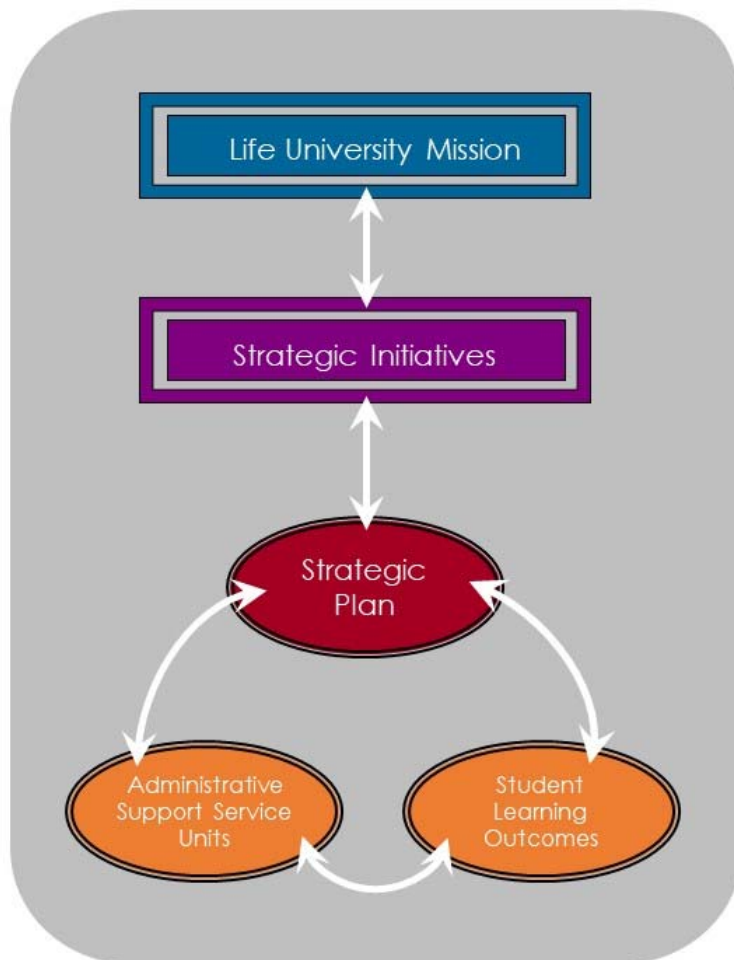 Life University Mission
Strategic Initiatives
Strategic
Plan
Administrative
Support Service
Units
Student
Learning
Outcomes